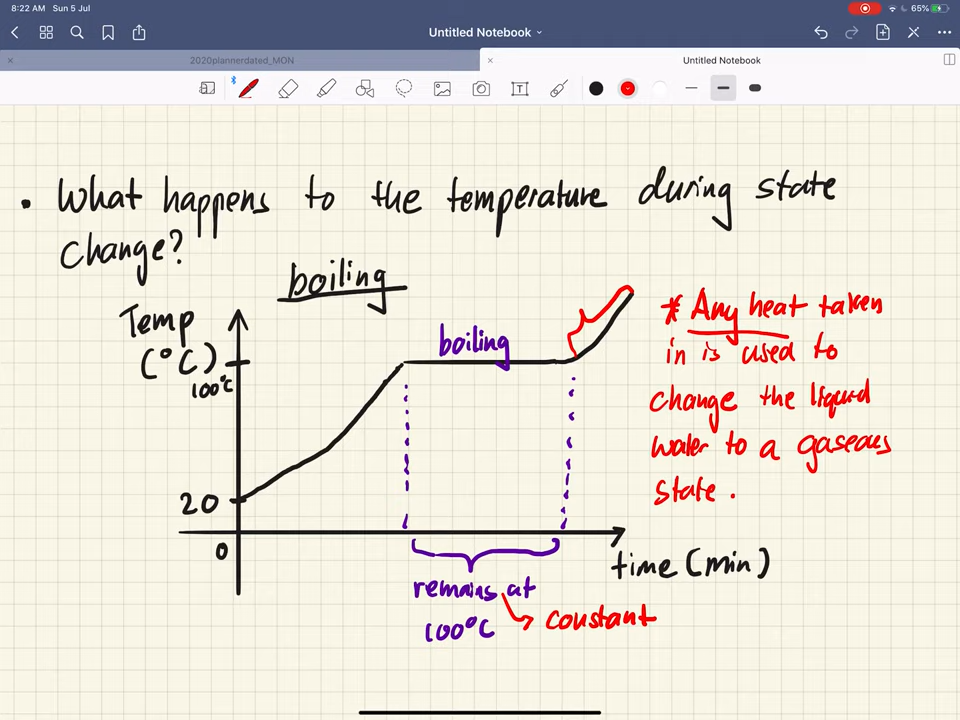 8:22 AM Sun 5 Jul
65%
Untitled Notebook
2020plannerdated_MON
Untitled Notebook
• What happens to the temperature during state
change?
boiling
Temp
(°C)
100°C
20
0
boiling
time (min)
remains at
100°C
constant
* Any heat taken
in is used to
change the liquid
water to a gaseous
state.